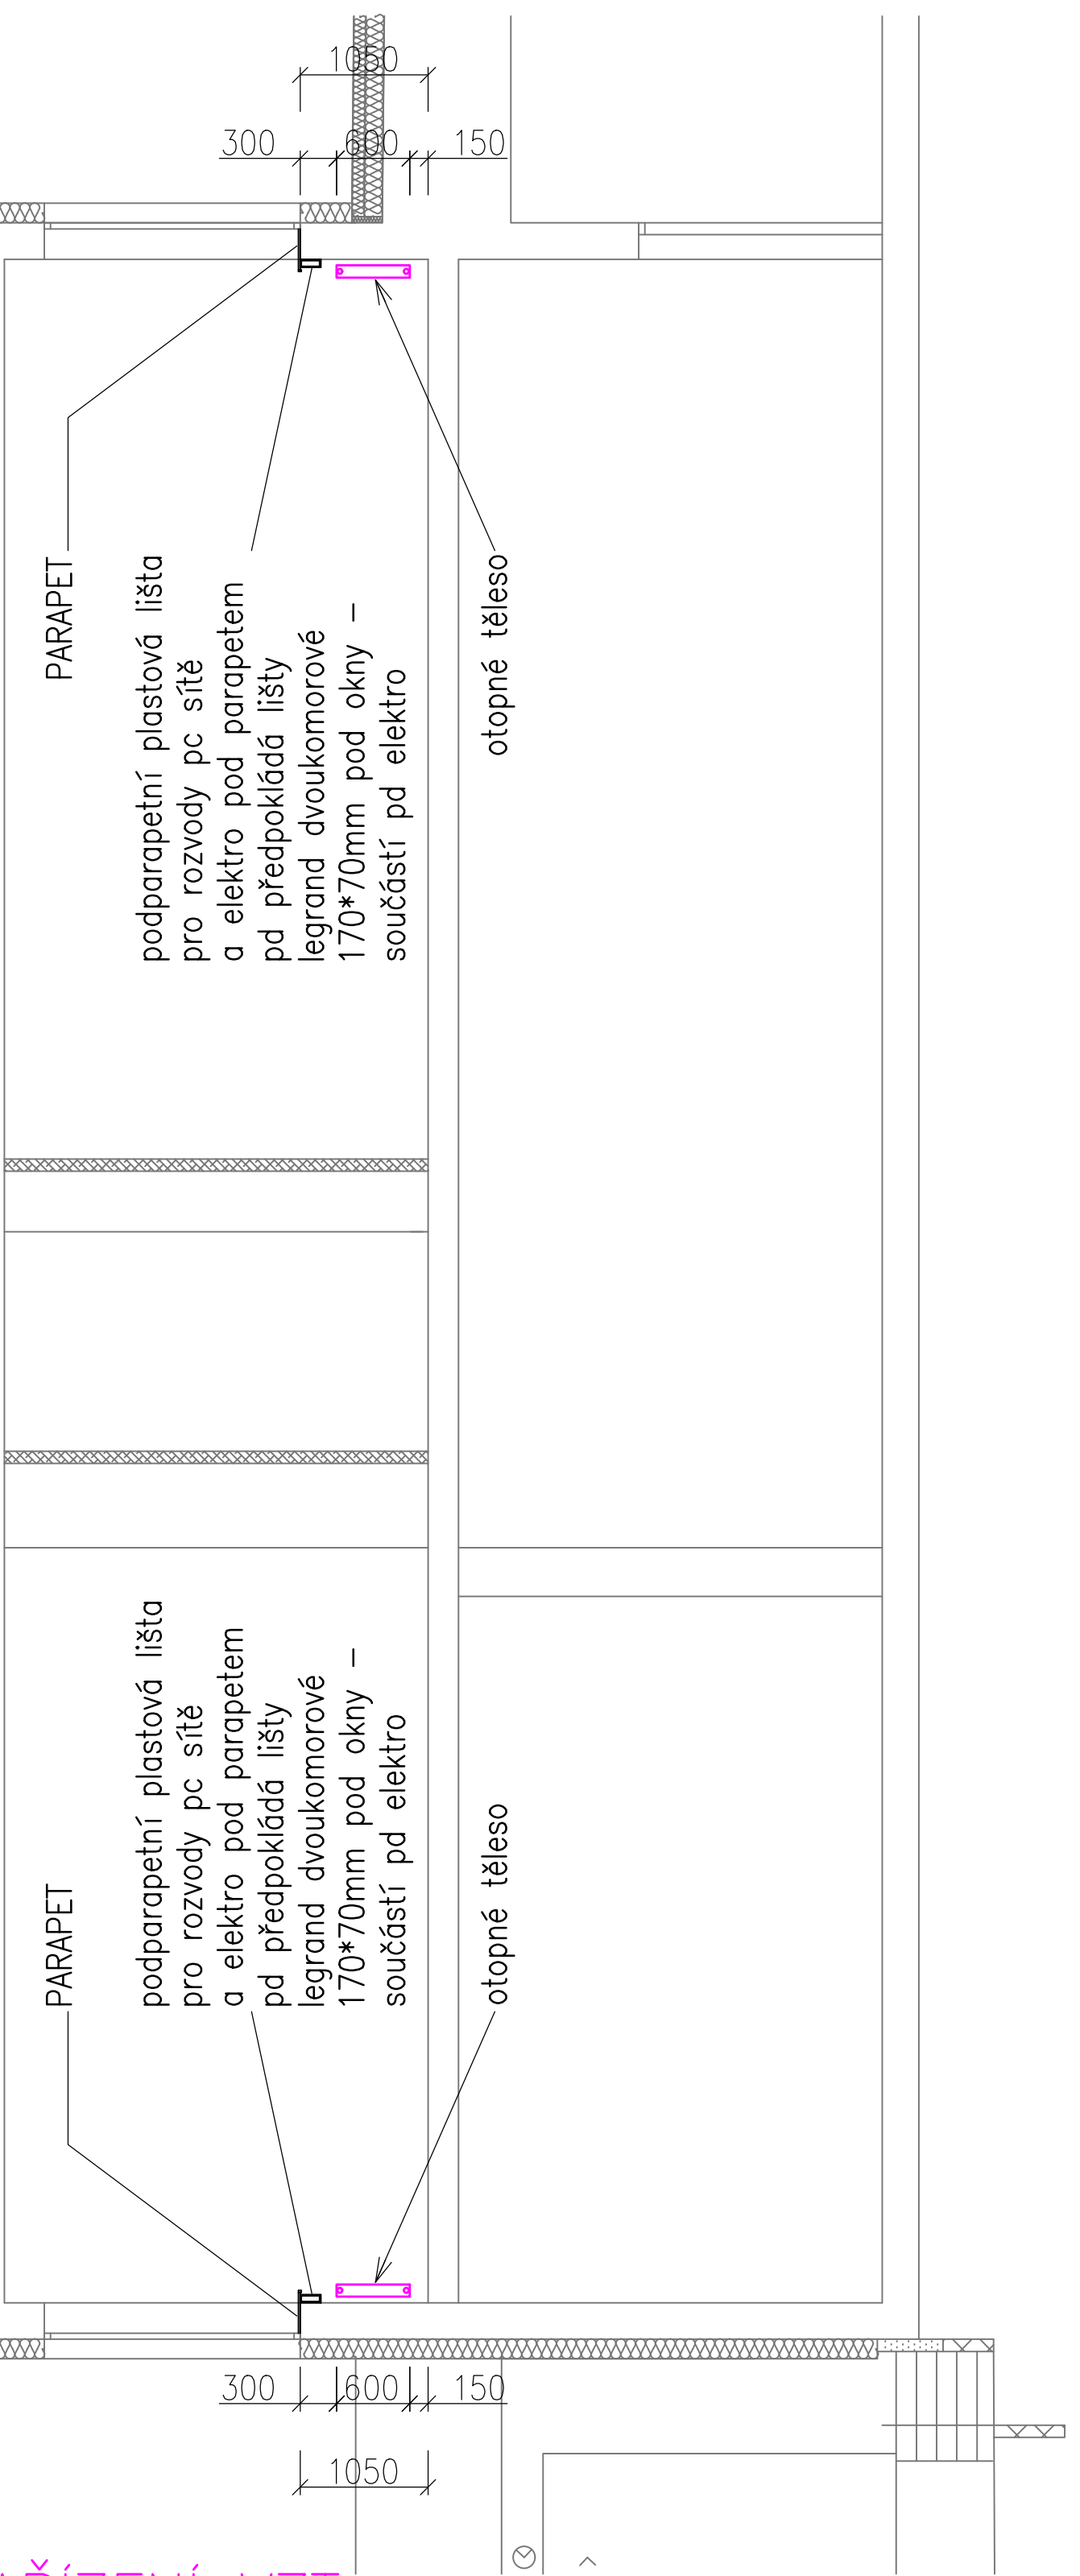 1050
300 600 150
PARAPET
podparapetní plastová lišta
pro rozvody pc sítě
a elektro pod parapetem
pd předpokládá lišty
legrand dvoukomorové
170*70mm pod okny –
součástí pd elektro
otopné těleso
PARAPET
podparapetní plastová lišta
pro rozvody pc sítě
a elektro pod parapetem
pd předpokládá lišty
legrand dvoukomorové
170*70mm pod okny –
součástí pd elektro
otopné těleso
300 600 150
1050